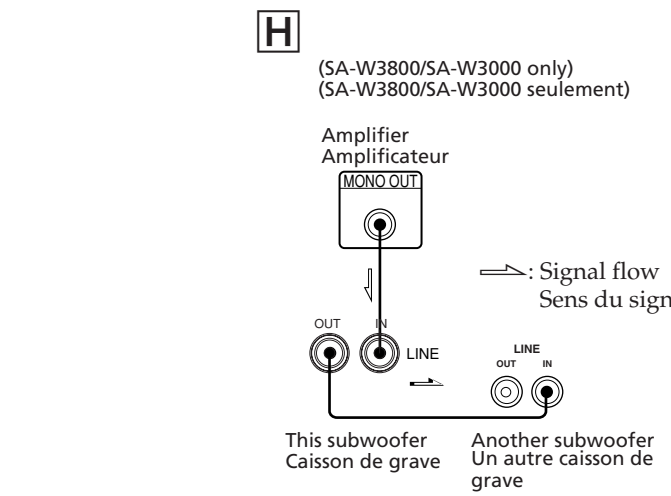 H
(SA-W3800/SA-W3000 only)
(SA-W3800/SA-W3000 seulement)
Amplifier
Amplificateur
MONO OUT
: Signal flow
Sens du sign
OUT IN
LINE
LINE
OUT IN
This subwoofer
Caisson de grave
Another subwoofer
Un autre caisson de
grave